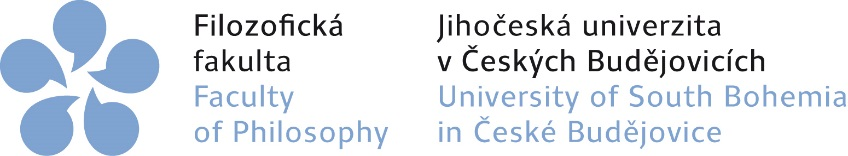 Filozofická
fakulta
Faculty
of Philosophy
Jihočeská univerzita
v Českých Budějovicích
University of South Bohemia
in České Budějovice